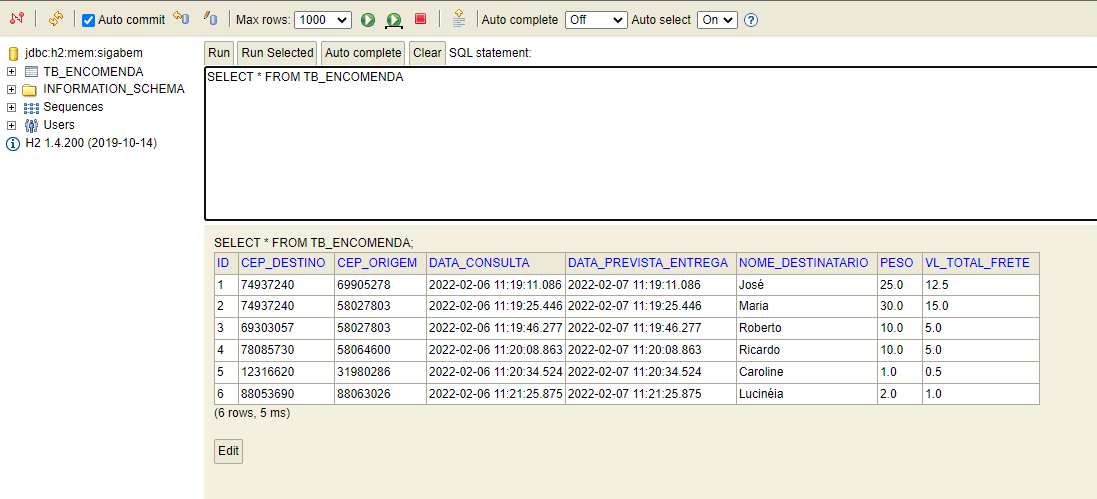 Auto commit Max rows: 1000 Auto complete Off Auto select On ?
jdbc:h2:mem:sigabem
TB_ENCOMENDA
INFORMATION_SCHEMA
Sequences
Users
H2 1.4.200 (2019-10-14)
Run Run Selected Auto complete Clear SQL statement:
SELECT * FROM TB_ENCOMENDA
SELECT * FROM TB_ENCOMENDA;
ID CEP_DESTINO CEP_ORIGEM DATA_CONSULTA DATA_PREVISTA_ENTREGA NOME_DESTINATARIO PESO VL_TOTAL_FRETE
1 74937240 69905278 2022-02-06 11:19:11.086 2022-02-07 11:19:11.086 José 25.0 12.5
2 74937240 58027803 2022-02-06 11:19:25.446 2022-02-07 11:19:25.446 Maria 30.0 15.0
3 69303057 58027803 2022-02-06 11:19:46.277 2022-02-07 11:19:46.277 Roberto 10.0 5.0
4 78085730 58064600 2022-02-06 11:20:08.863 2022-02-07 11:20:08.863 Ricardo 10.0 5.0
5 12316620 31980286 2022-02-06 11:20:34.524 2022-02-07 11:20:34.524 Caroline 1.0 0.5
6 88053690 88063026 2022-02-06 11:21:25.875 2022-02-07 11:21:25.875 Lucinéia 2.0 1.0
(6 rows, 5 ms)
Edit